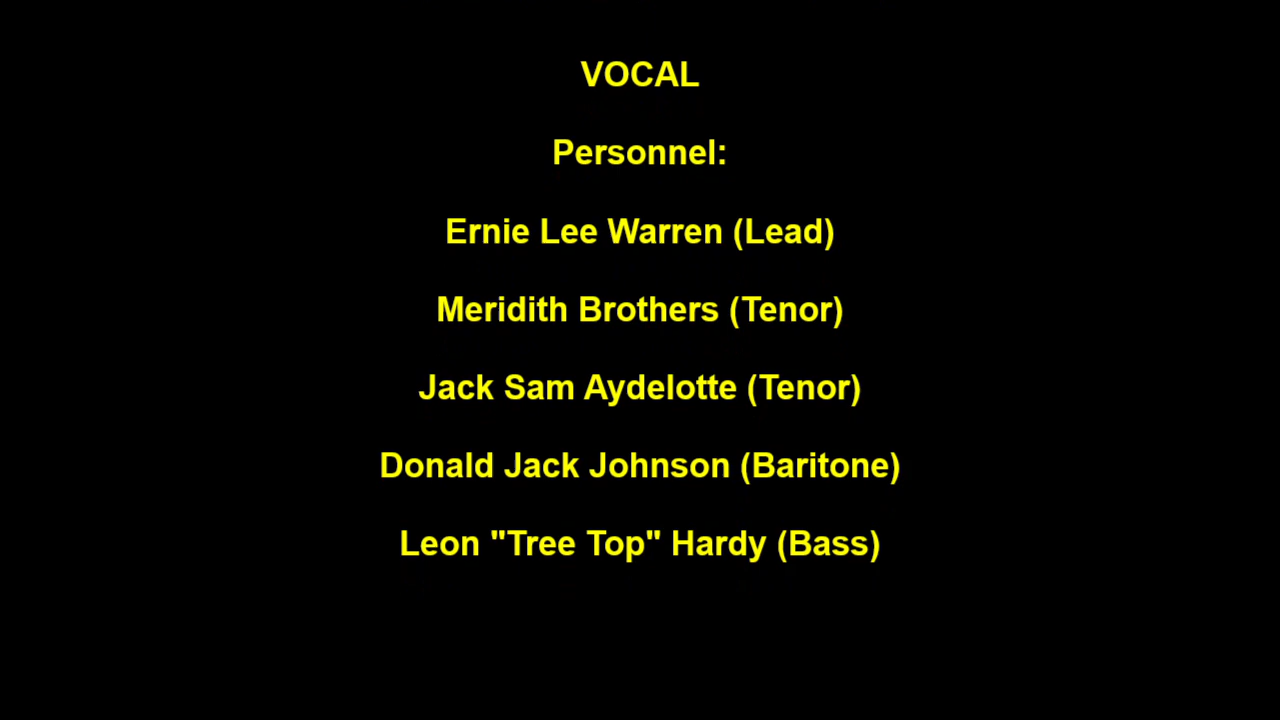 VOCAL
Personnel:
Ernie Lee Warren (Lead)
Meridith Brothers (Tenor)
Jack Sam Aydelotte (Tenor)
Donald Jack Johnson (Baritone)
Leon "Tree Top" Hardy (Bass)